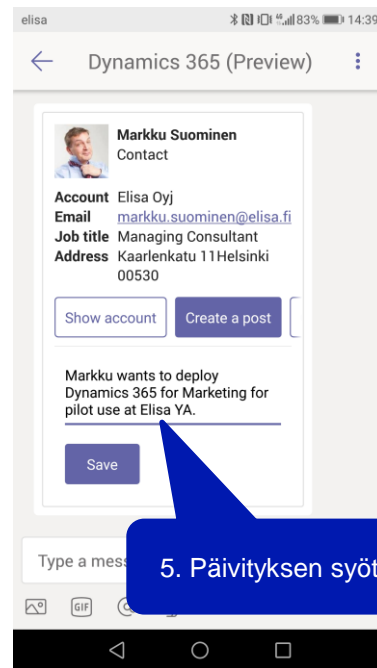 elisa 83% 14:39
Dynamics 365 (Preview)
Markku Suominen
Contact
Account Elisa Oyj
Email markku.suominen@elisa.fi
Job title Managing Consultant
Address Kaarlenkatu 11Helsinki
00530
Show account Create a post
Markku wants to deploy
Dynamics 365 for Marketing for
pilot use at Elisa YA.
Save
Type a mess
5. Päivityksen syöt
GIF